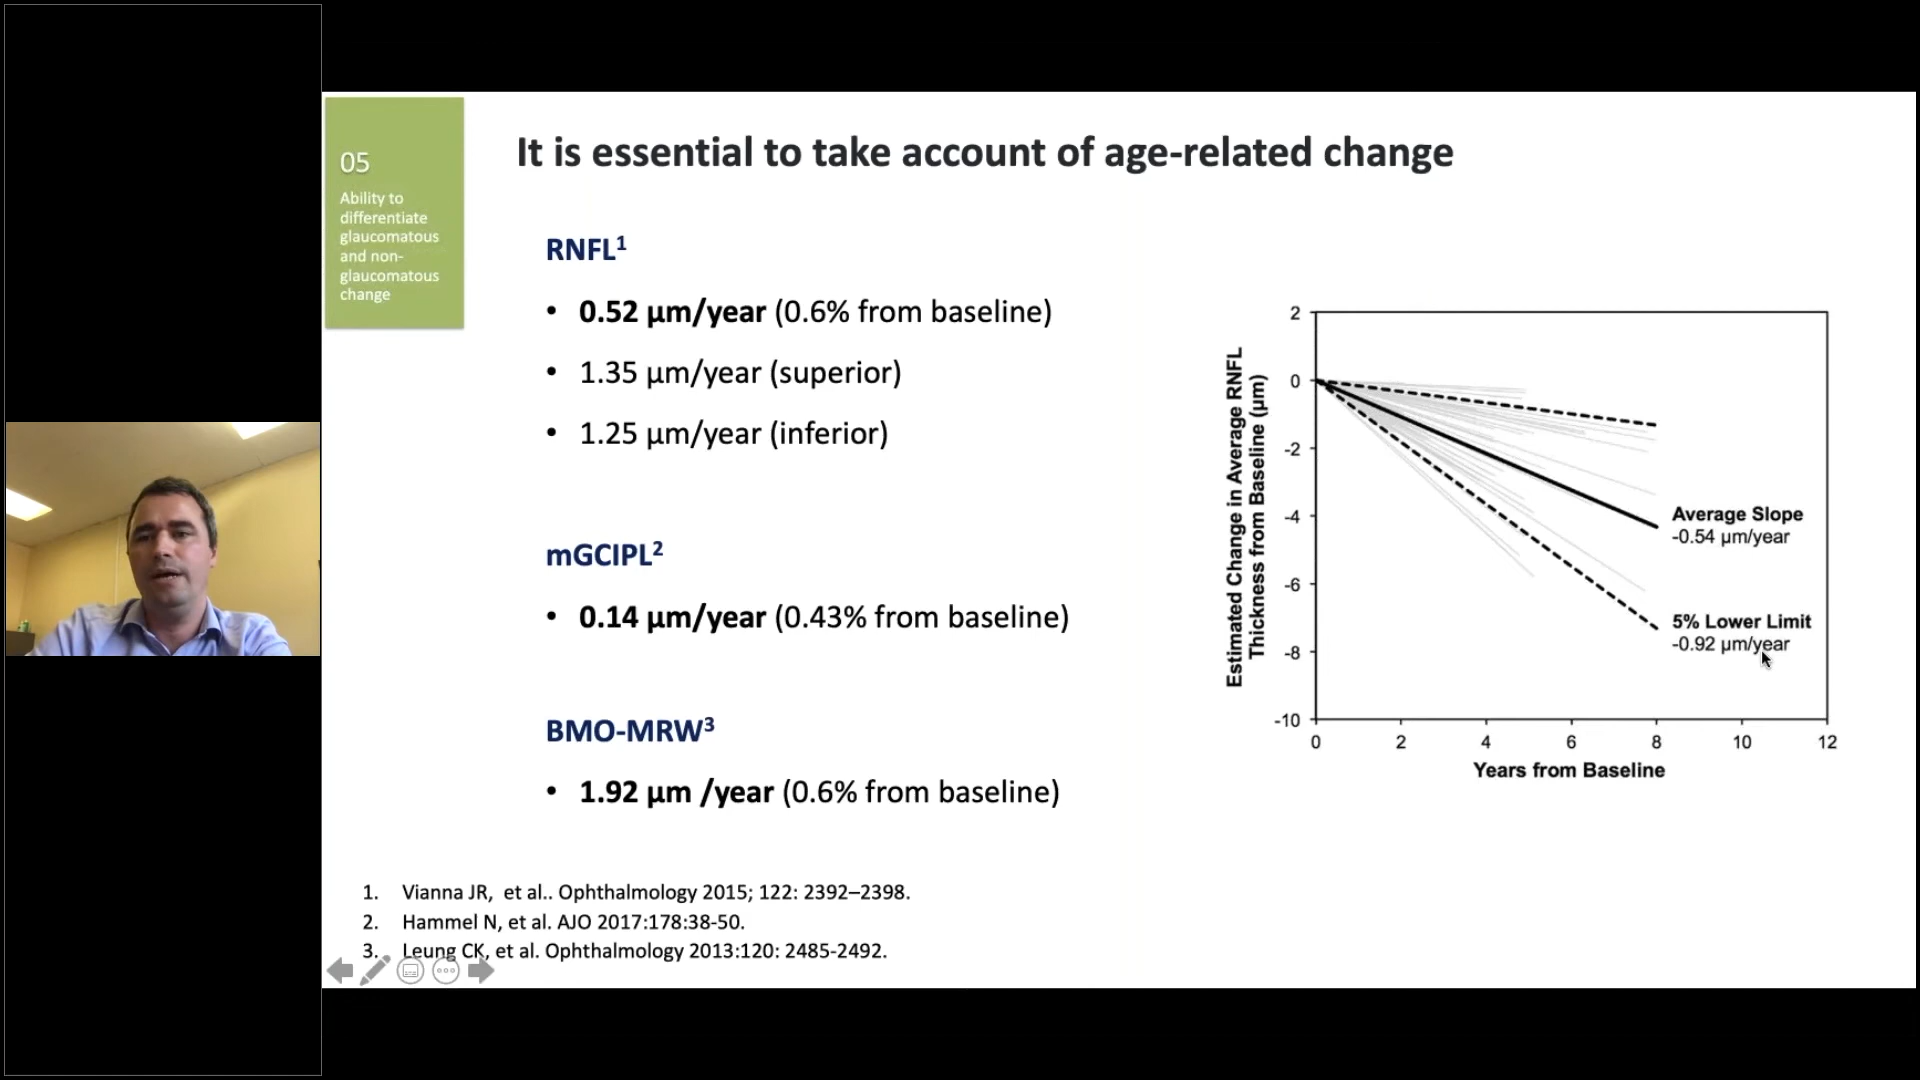 05
Ability to
differentiate
glaucomatous
and non-
glaucomatous
change
It is essential to take account of age-related change
RNFL1
• 0.52 µm/year (0.6% from baseline)
• 1.35 µm/year (superior)
• 1.25 µm/year (inferior)
mGCIPL2
• 0.14 µm/year (0.43% from baseline)
BMO-MRW3
• 1.92 µm /year (0.6% from baseline)
Estimated Change in Average RNFL
Thickness from Baseline (µm)
2
0
-2
-4
-6
-8
-10
0 2 4 6 8 10 12
Years from Baseline
Average Slope
-0.54 µm/year
5% Lower Limit
-0.92 µm/year
1. Vianna JR, et al.. Ophthalmology 2015; 122: 2392–2398.
2. Hammel N, et al. AJO 2017:178:38-50.
3. Leung CK, et al. Ophthalmology 2013:120: 2485-2492.